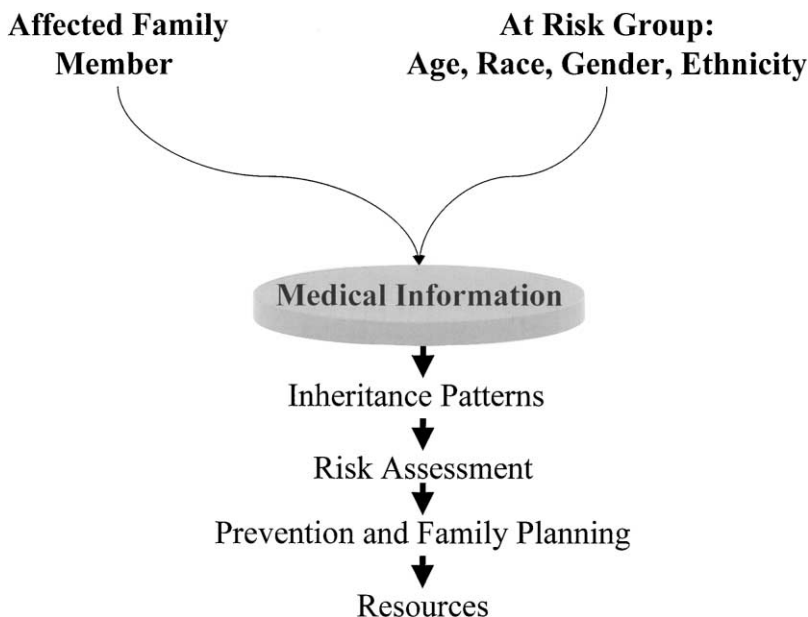 Affected Family
Member
At Risk Group:
Age, Race, Gender, Ethnicity
Medical Information
Inheritance Patterns
Risk Assessment
Prevention and Family Planning
Resources